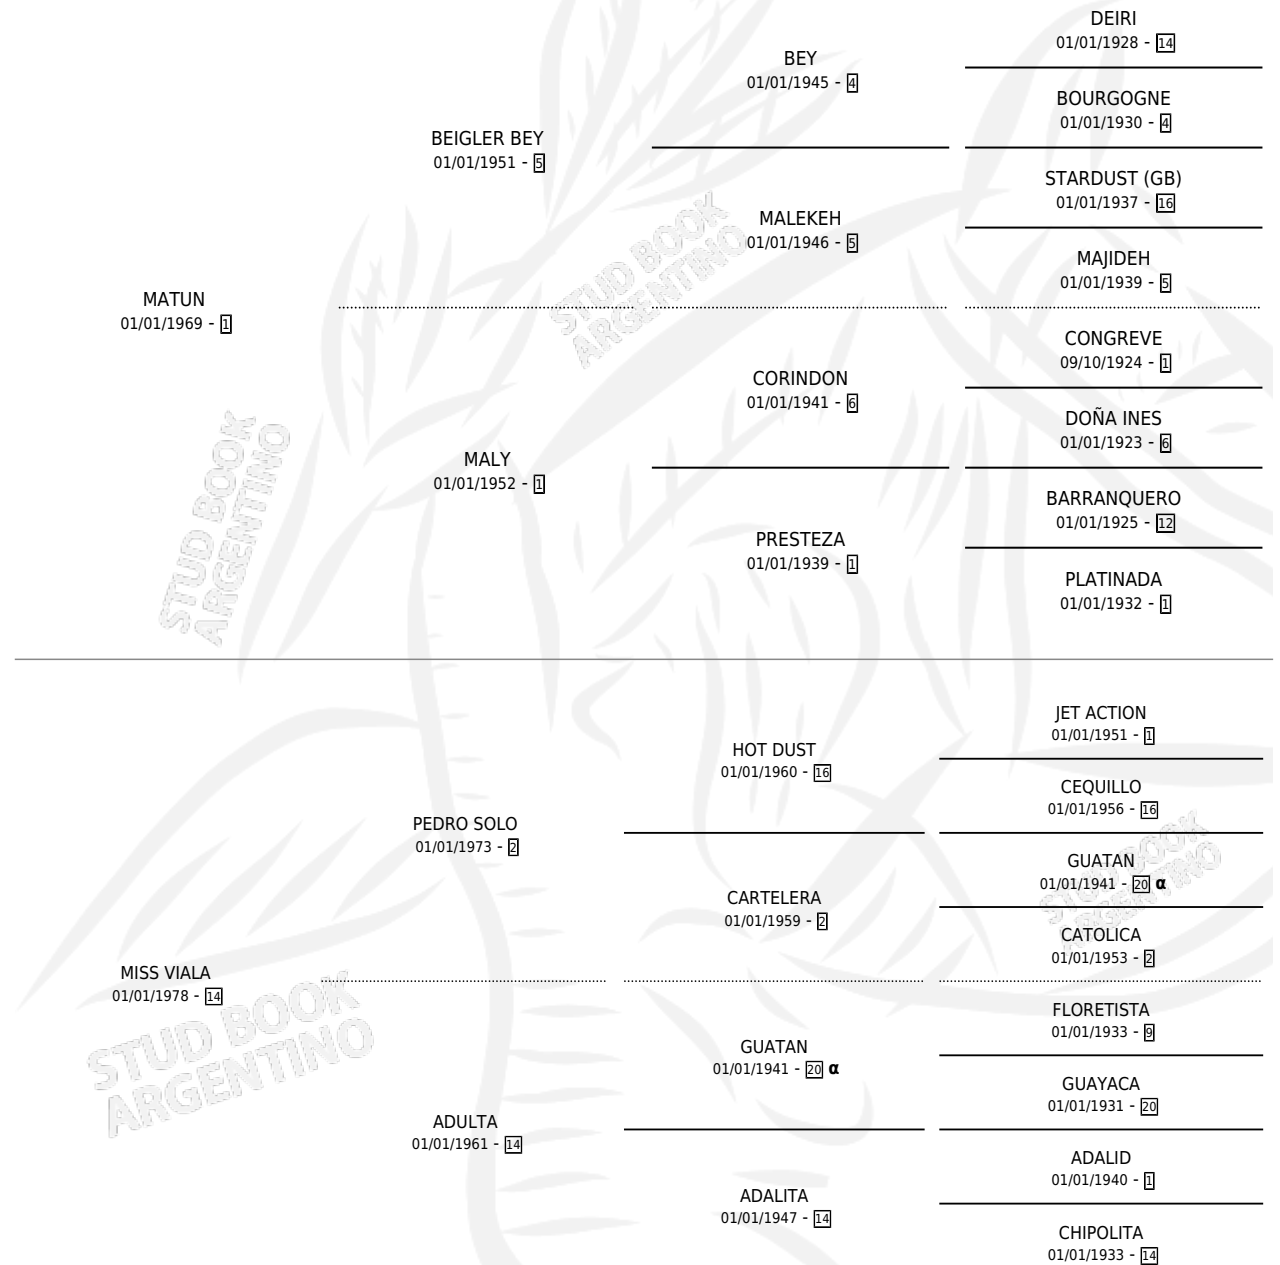 DEIRI
01/01/1928 - 14
BEY
01/01/1945 - 4
BOURGOGNE
01/01/1930 - 4
BEIGLER BEY
01/01/1951 - 5
STARDUST (GB)
01/01/1937 - 16
MALEKEH
01/01/1946 - 5
MAJIDEH
01/01/1939 - 5
MATUN
01/01/1969 - 1
CONGREVE
09/10/1924 - 1
CORINDON
01/01/1941 - 6
DOÑA INES
01/01/1923 - 6
MALY
01/01/1952 - 1
BARRANQUERO
01/01/1925 - 12
PRESTEZA
01/01/1939 - 1
PLATINADA
01/01/1932 - 1
JET ACTION
01/01/1951 - 1
HOT DUST
01/01/1960 - 16
CEQUILLO
01/01/1956 - 16
PEDRO SOLO
01/01/1973 - 2
GUATAN
01/01/1941 - 20 α
CARTELERA
01/01/1959 - 2
CATOLICA
01/01/1953 - 2
MISS VIALA
01/01/1978 - 14
FLORETISTA
01/01/1933 - 9
GUATAN
01/01/1941 - 20 α
GUAYACA
01/01/1931 - 20
ADULTA
01/01/1961 - 14
ADALID
01/01/1940 - 1
ADALITA
01/01/1947 - 14
CHIPOLITA
01/01/1933 - 14
STUD BOOK
ARGENTINO
STUD BOOK
ARGENTINO
STUD BOOK
ARGENTINO
STUD BOOK
ARGENTINO